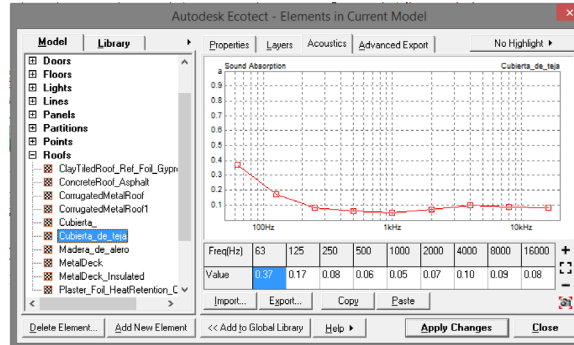 Autodesk Ecotect - Elements in Current Model
Model
Library
Properties
Layers
Acoustics
Advanced Export
No Highlight
Doors
Floors
Lights
Lines
Panels
Partitions
Points
Roofs
ClayTiledRoof_Ref_Foil_Gypr
ConcreteRoof_Asphalt
CorrugatedMetalRoof
CorrugatedMetalRoof1
Cubierta_
Cubierta_de_teja
Madera_de_alero
MetalDeck
MetalDeck_Insulated
Plaster_Foil_HeatRetention_C
Sound Absorption
Cubierta_de_teja
a
0.9
0.8
0.7
0.6
0.5
0.4
0.3
0.2
0.1
100Hz 1kHz 10kHz
Freq(Hz) 63 125 250 500 1000 2000 4000 8000 16000
Value 0.37 0.17 0.08 0.06 0.05 0.07 0.10 0.09 0.08
Import... Export... Copy Paste
Delete Element... Add New Element << Add to Global Library Help Apply Changes Close